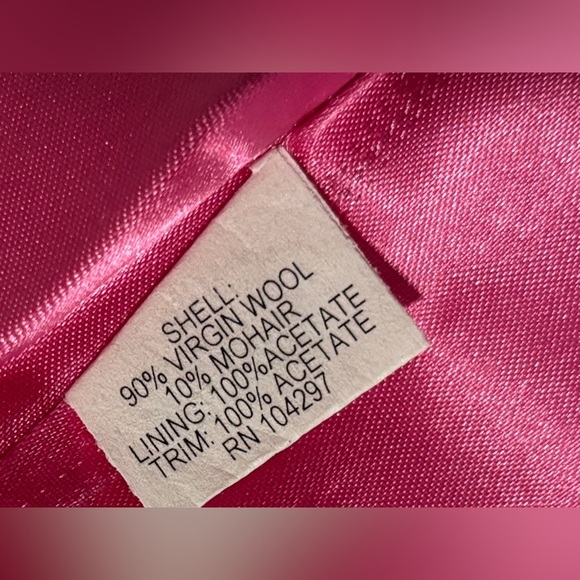 SHELL:
90% VIRGIN WOOL
10% MOHAIR
LINING: 100%ACETATE
TRIM: 100% ACETATE
RN 104297